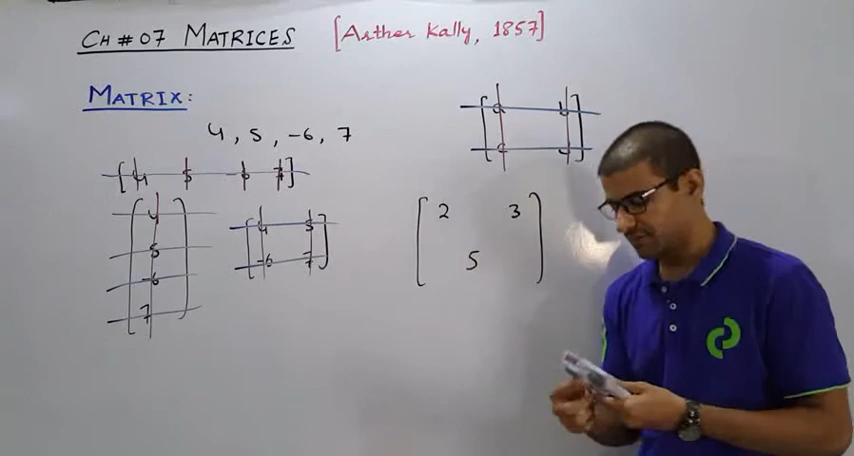 CH # 07 MATRICES [Arther Kally, 1857]
MATRIX:
4, 5, -6, 7
[4 5 -6 7]
4
5
-6
7
4 5
-6 7
a b
c d
2 3
5